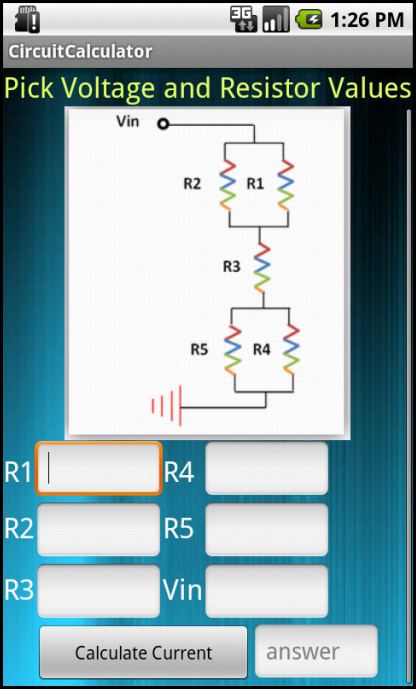 3G 1:26 PM
CircuitCalculator
Pick Voltage and Resistor Values
Vin
R2 R1
R3
R5 R4
R1 R4
R2 R5
R3 Vin
Calculate Current answer